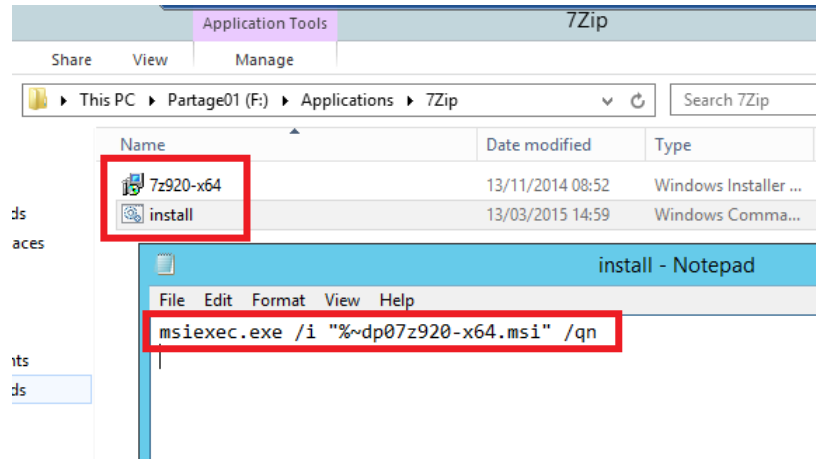 Application Tools
7Zip
Share View Manage
This PC Partage01 (F:) Applications 7Zip
Search 7Zip
Name Date modified Type
7z920-x64 13/11/2014 08:52 Windows Installer ...
install 13/03/2015 14:59 Windows Comma...
ds
aces
install - Notepad
File Edit Format View Help
msiexec.exe /i "%~dp07z920-x64.msi" /qn
nts
ds